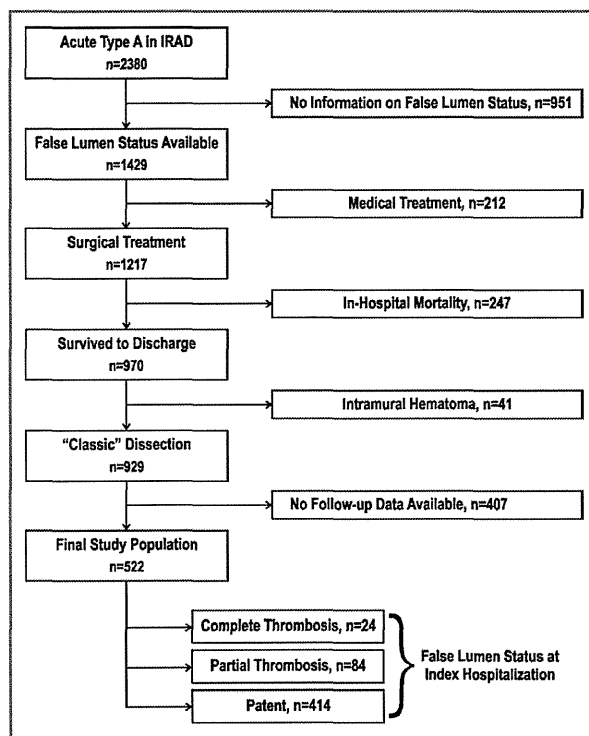 Acute Type A in IRAD
n=2380
No Information on False Lumen Status, n=951
False Lumen Status Available
n=1429
Medical Treatment, n=212
Surgical Treatment
n=1217
In-Hospital Mortality, n=247
Survived to Discharge
n=970
Intramural Hematoma, n=41
“Classic” Dissection
n=929
No Follow-up Data Available, n=407
Final Study Population
n=522
Complete Thrombosis, n=24
Partial Thrombosis, n=84
Patent, n=414
False Lumen Status at
Index Hospitalization